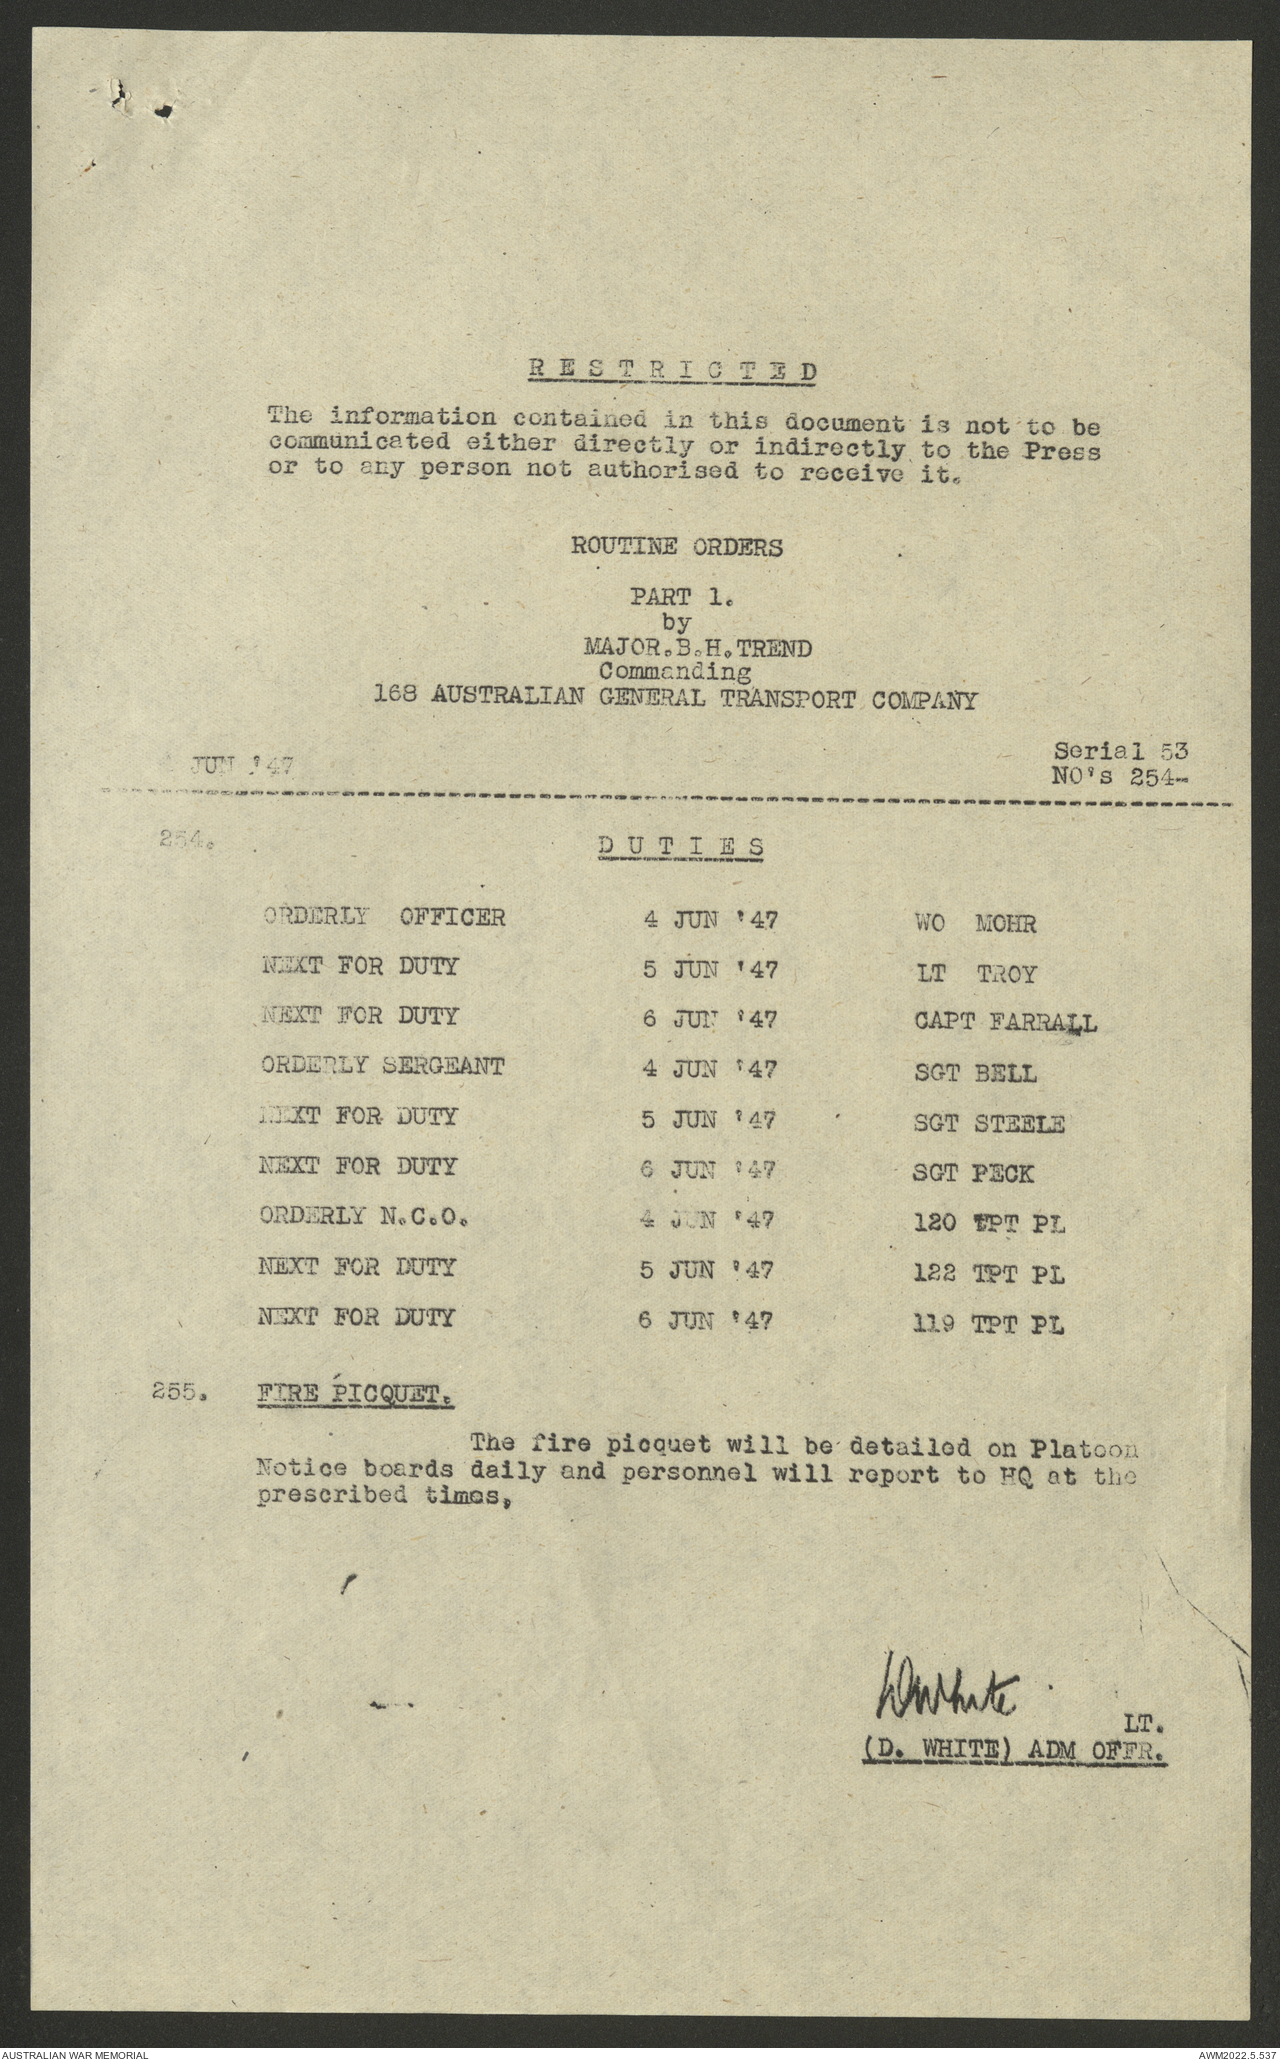 R E S T R I C T E D
The information contained in this document is not to be
communicated either directly or indirectly to the Press
or to any person not authorised to receive it.
ROUTINE ORDERS
PART 1.
by
MAJOR.B.H.TREND
Commanding
168 AUSTRALIAN GENERAL TRANSPORT COMPANY
JUN '47
Serial 53
NO's 254-
254. D U T I E S
ORDERLY OFFICER 4 JUN '47 WO MOHR
NEXT FOR DUTY 5 JUN '47 LT TROY
NEXT FOR DUTY 6 JUN '47 CAPT FARRALL
ORDERLY SERGEANT 4 JUN '47 SGT BELL
NEXT FOR DUTY 5 JUN '47 SGT STEELE
NEXT FOR DUTY 6 JUN '47 SGT PECK
ORDERLY N.C.O. 4 JUN '47 120 TPT PL
NEXT FOR DUTY 5 JUN '47 122 TPT PL
NEXT FOR DUTY 6 JUN '47 119 TPT PL
255. FIRE PICQUET.
The fire picquet will be detailed on Platoon
Notice boards daily and personnel will report to HQ at the
prescribed times,
DWhite
LT.
(D. WHITE) ADM OFFR.
AUSTRALIAN WAR MEMORIAL
AWM2022.5.537